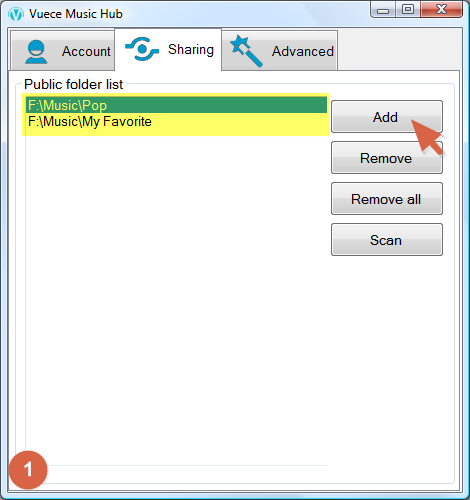 Vuece Music Hub
Account
Sharing
Advanced
Public folder list
F:\Music\Pop
F:\Music\My Favorite
Add
Remove
Remove all
Scan
1